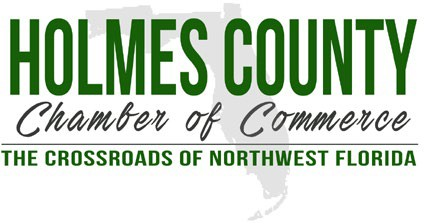 HOLMES COUNTY
Chamber of Commerce
THE CROSSROADS OF NORTHWEST FLORIDA